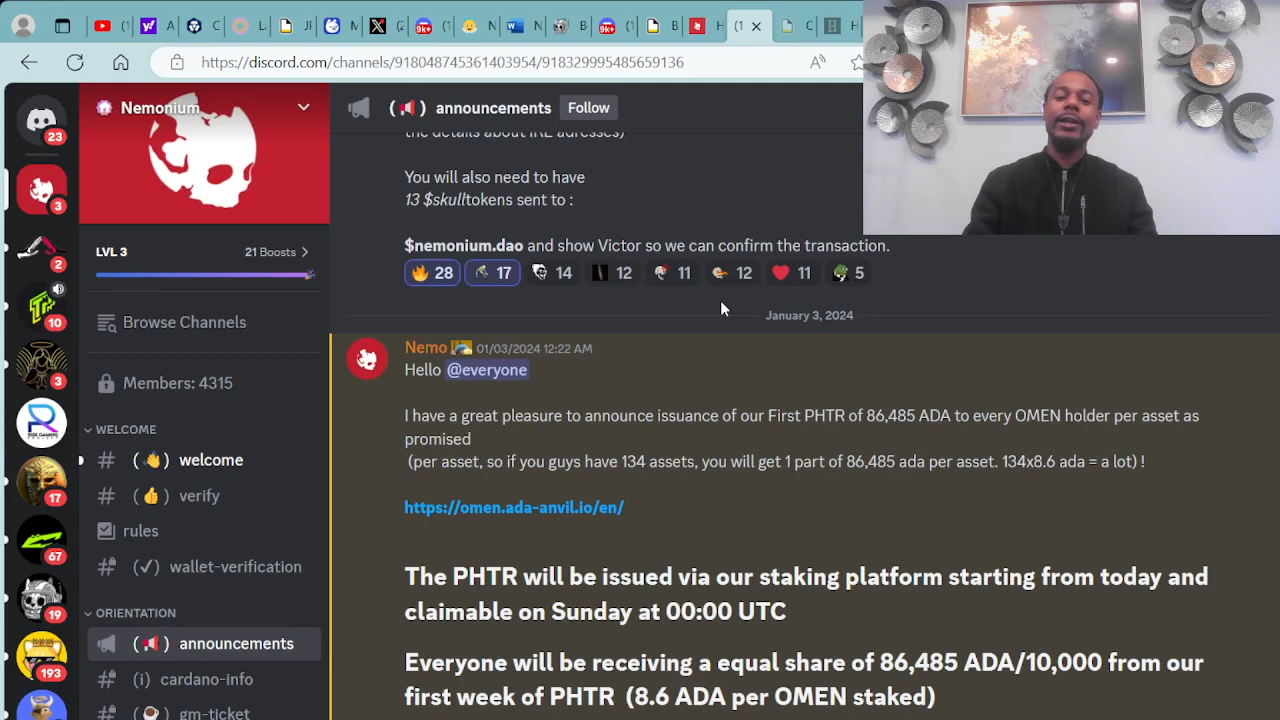 (1
A
C
L
JI
M
(2
(1
N
N
B
(1
B
H
(1
C
H
https://discord.com/channels/918048745361403954/918329995485659136
23
3
2
10
3
17
67
19
193
Nemonium
LVL 3
21 Boosts
Browse Channels
Members: 4315
WELCOME
welcome
verify
rules
wallet-verification
ORIENTATION
announcements
cardano-info
gm-ticket
announcements
Follow
the details about IRL adresses)
You will also need to have
13 $skulltokens sent to :
$nemonium.dao and show Victor so we can confirm the transaction.
28 17 14 12 11 12 11 5
January 3, 2024
Nemo 01/03/2024 12:22 AM
Hello @everyone
I have a great pleasure to announce issuance of our First PHTR of 86,485 ADA to every OMEN holder per asset as
promised
(per asset, so if you guys have 134 assets, you will get 1 part of 86,485 ada per asset. 134x8.6 ada = a lot) !
https://omen.ada-anvil.io/en/
The PHTR will be issued via our staking platform starting from today and
claimable on Sunday at 00:00 UTC
Everyone will be receiving a equal share of 86,485 ADA/10,000 from our
first week of PHTR (8.6 ADA per OMEN staked)